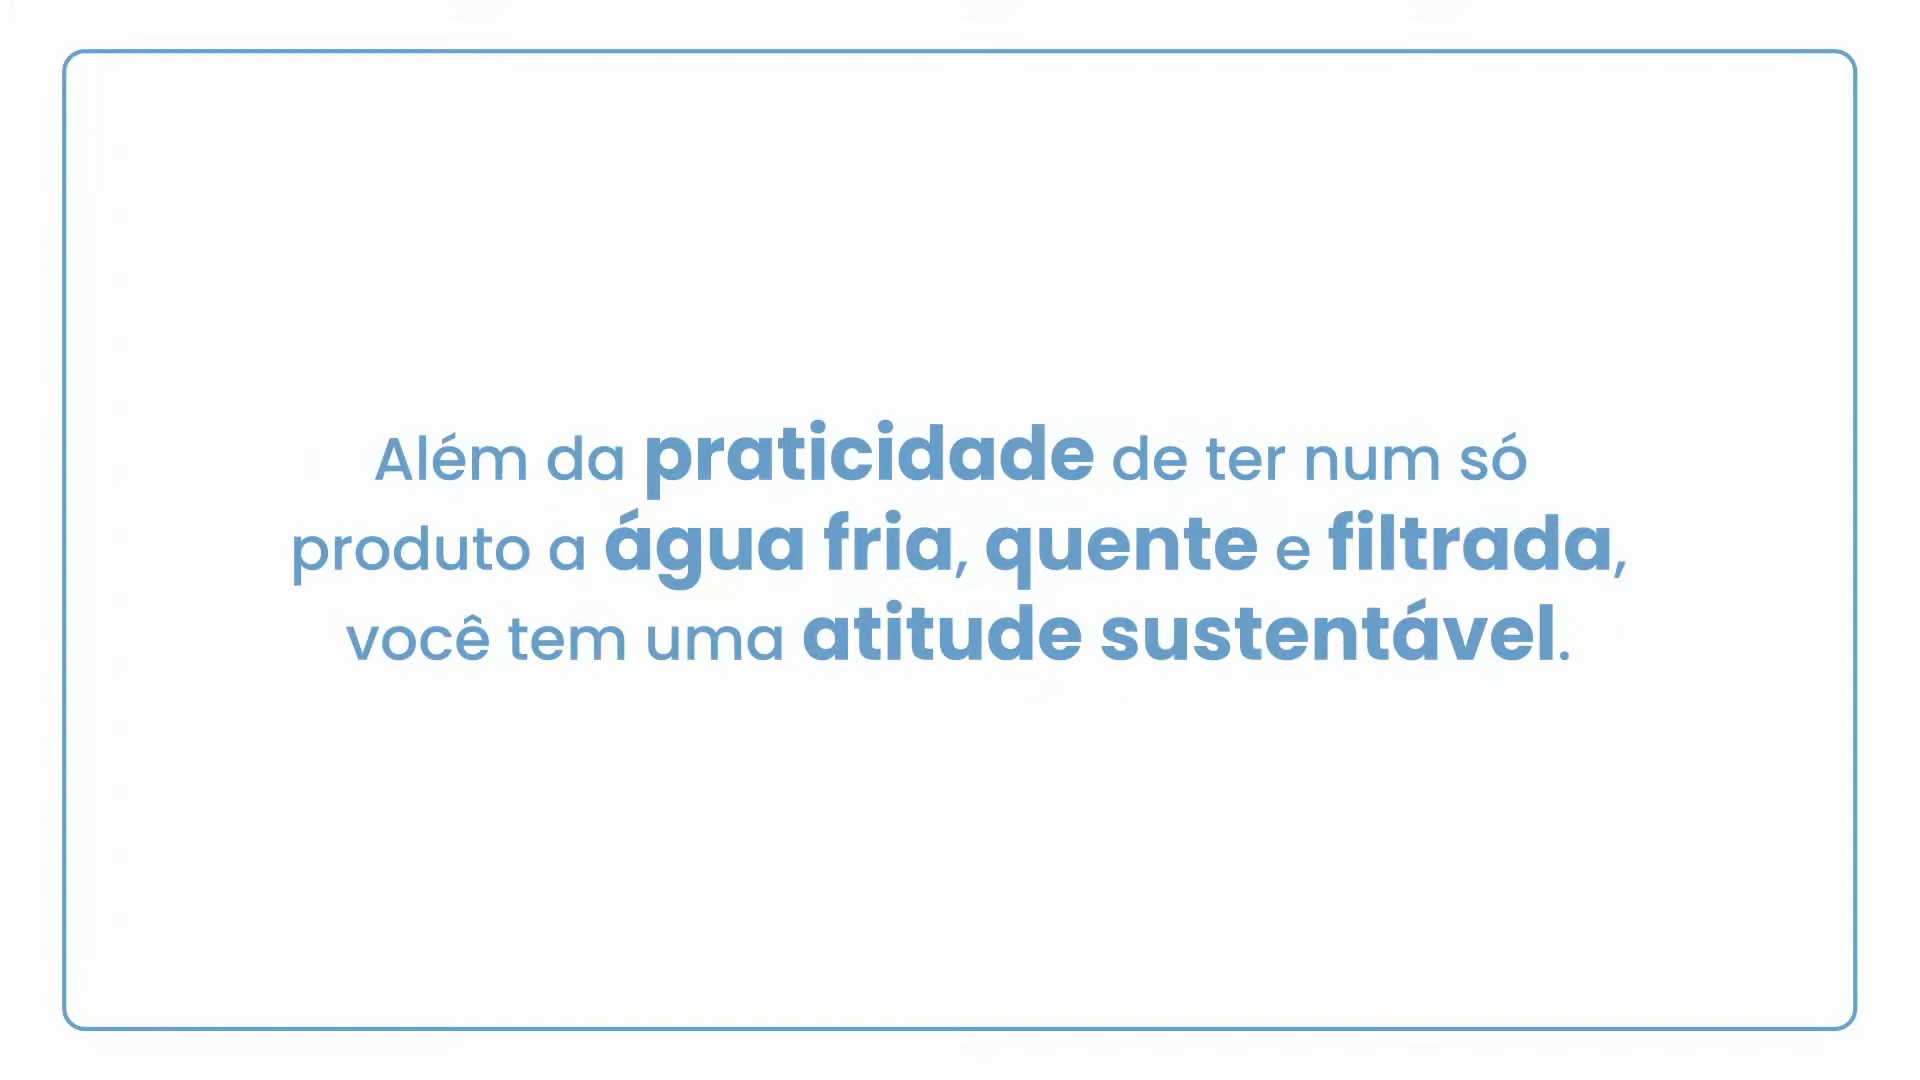 Além da praticidade de ter num só
produto a água fria, quente e filtrada,
você tem uma atitude sustentável.